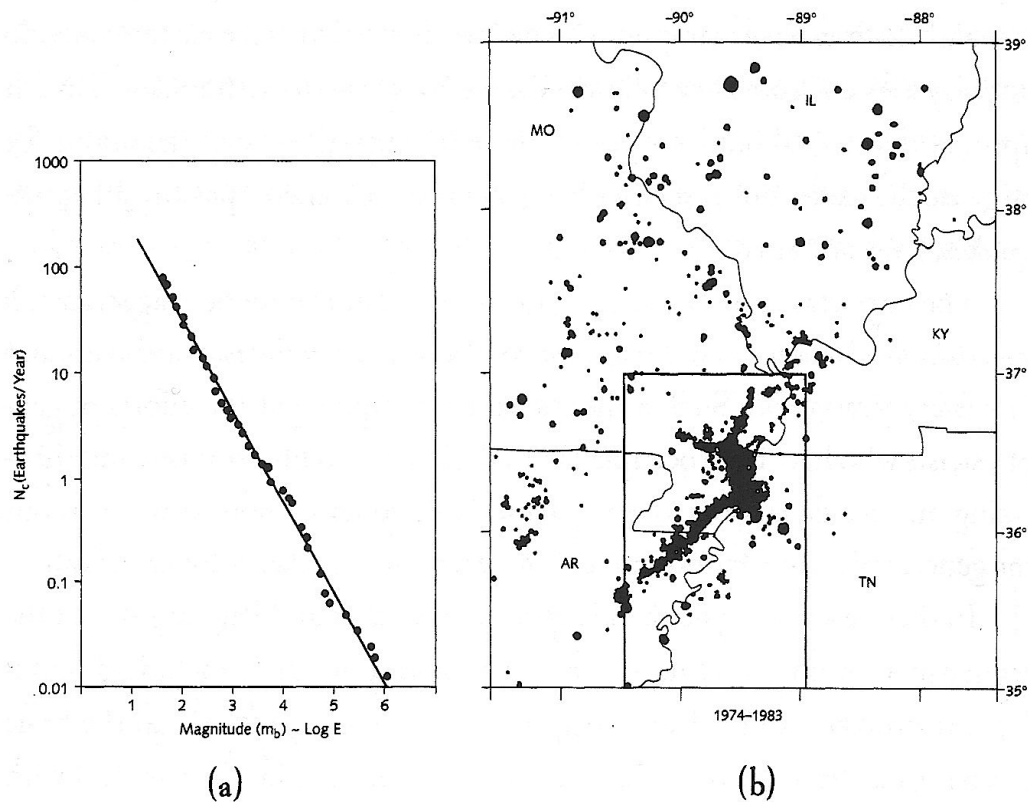 1000
100
10
1
0.1
0.01
N_c(Earthquakes/Year)
1 2 3 4 5 6
Magnitude (m_b) ~ Log E
(a)
-91° -90° -89° -88°
39°
38°
37°
36°
35°
MO
IL
KY
AR
TN
1974–1983
(b)